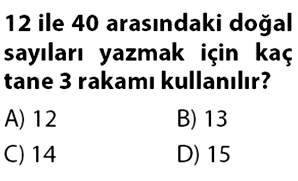 12 ile 40 arasındaki doğal
sayıları yazmak için kaç
tane 3 rakamı kullanılır?
A) 12 B) 13
C) 14 D) 15